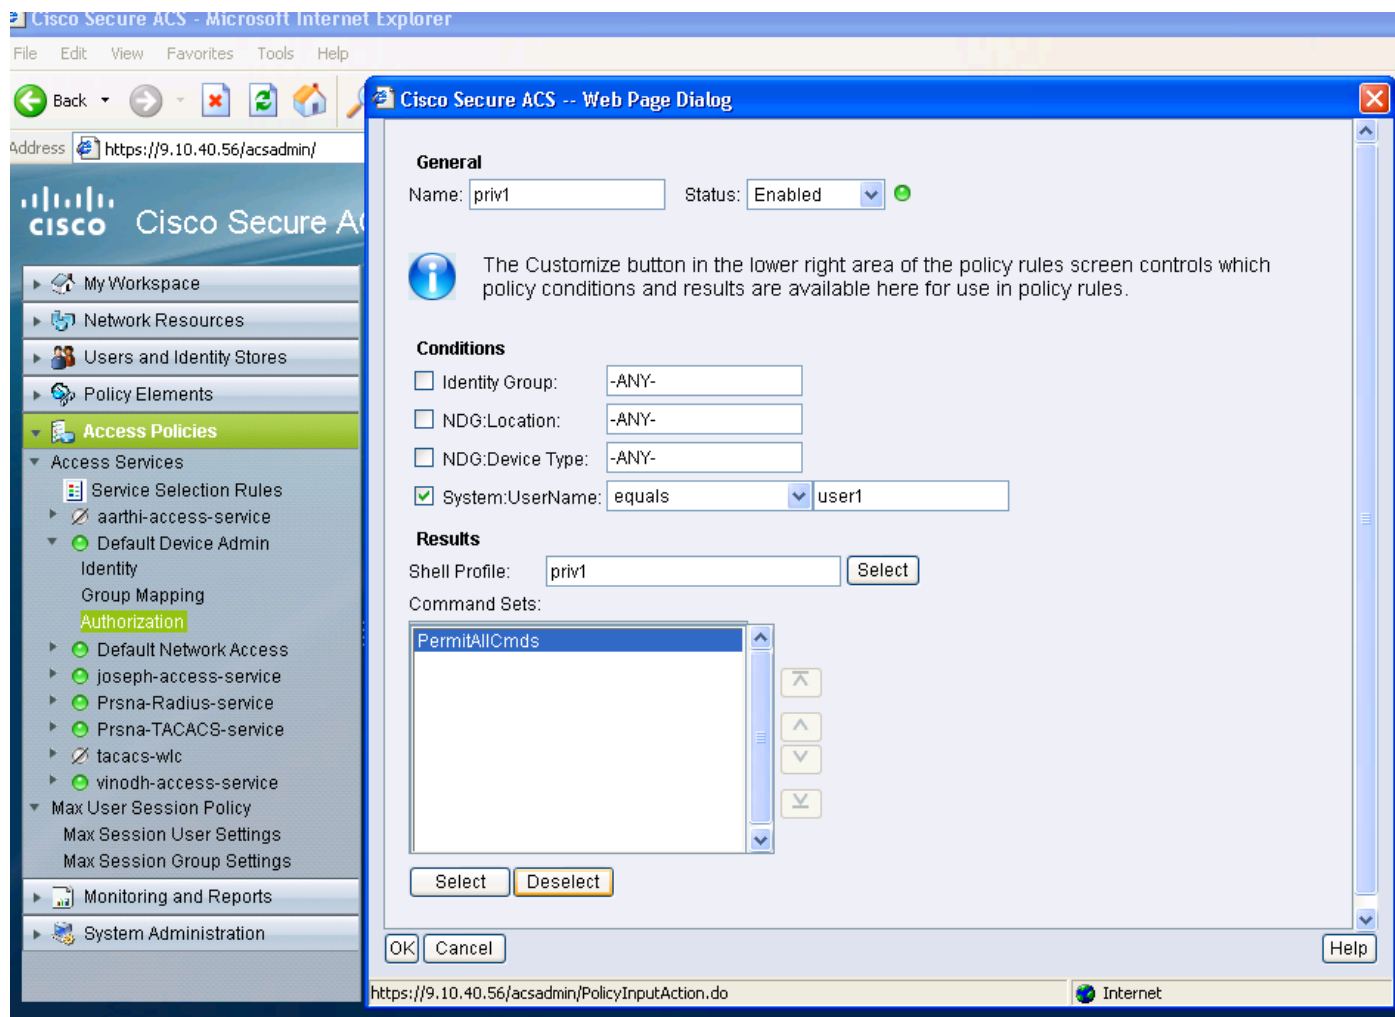 Cisco Secure ACS - Microsoft Internet Explorer
File Edit View Favorites Tools Help
Back
Address https://9.10.40.56/acsadmin/
cisco Cisco Secure A
My Workspace
Network Resources
Users and Identity Stores
Policy Elements
Access Policies
Access Services
Service Selection Rules
aarthi-access-service
Default Device Admin
Identity
Group Mapping
Authorization
Default Network Access
joseph-access-service
Prsna-Radius-service
Prsna-TACACS-service
tacacs-wlc
vinodh-access-service
Max User Session Policy
Max Session User Settings
Max Session Group Settings
Monitoring and Reports
System Administration
Cisco Secure ACS -- Web Page Dialog
General
Name: priv1 Status: Enabled
The Customize button in the lower right area of the policy rules screen controls which
policy conditions and results are available here for use in policy rules.
Conditions
Identity Group: -ANY-
NDG:Location: -ANY-
NDG:Device Type: -ANY-
System:UserName: equals user1
Results
Shell Profile: priv1 Select
Command Sets:
PermitAllCmds
Select Deselect
OK Cancel Help
https://9.10.40.56/acsadmin/PolicyInputAction.do Internet